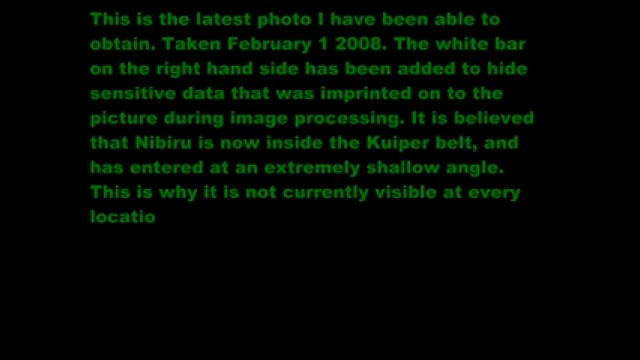 This is the latest photo I have been able to
obtain. Taken February 1 2008. The white bar
on the right hand side has been added to hide
sensitive data that was imprinted on to the
picture during image processing. It is believed
that Nibiru is now inside the Kuiper belt, and
has entered at an extremely shallow angle.
This is why it is not currently visible at every
locatio